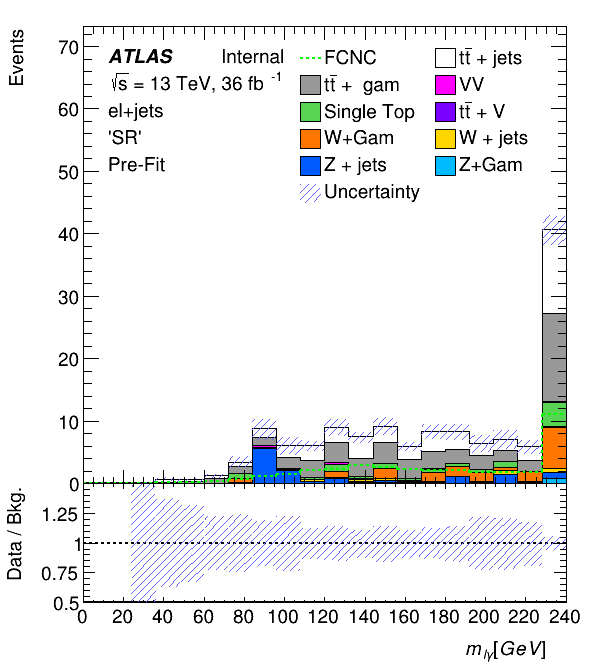 Events
70
60
50
40
30
20
10
0
ATLAS Internal
√s = 13 TeV, 36 fb⁻¹
el+jets
'SR'
Pre-Fit
FCNC
tt̄ + jets
tt̄ + gam
VV
Single Top
tt̄ + V
W+Gam
W + jets
Z + jets
Z+Gam
Uncertainty
Data / Bkg.
1.25
1
0.75
0.5
0 20 40 60 80 100 120 140 160 180 200 220 240
m_lγ[GeV]